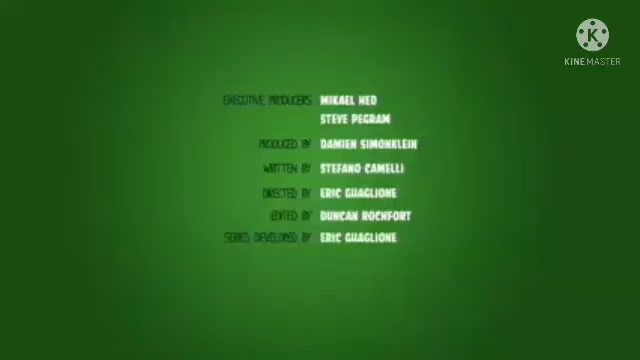 KINEMASTER
EXECUTIVE PRODUCERS MIKAEL HED
STEVE PEGRAM
PRODUCED BY DAMIEN SIMONKLEIN
WRITTEN BY STEFANO CAMELLI
DIRECTED BY ERIC GUAGLIONE
EDITED BY DUNCAN ROCHFORT
SERIES DEVELOPED BY ERIC GUAGLIONE